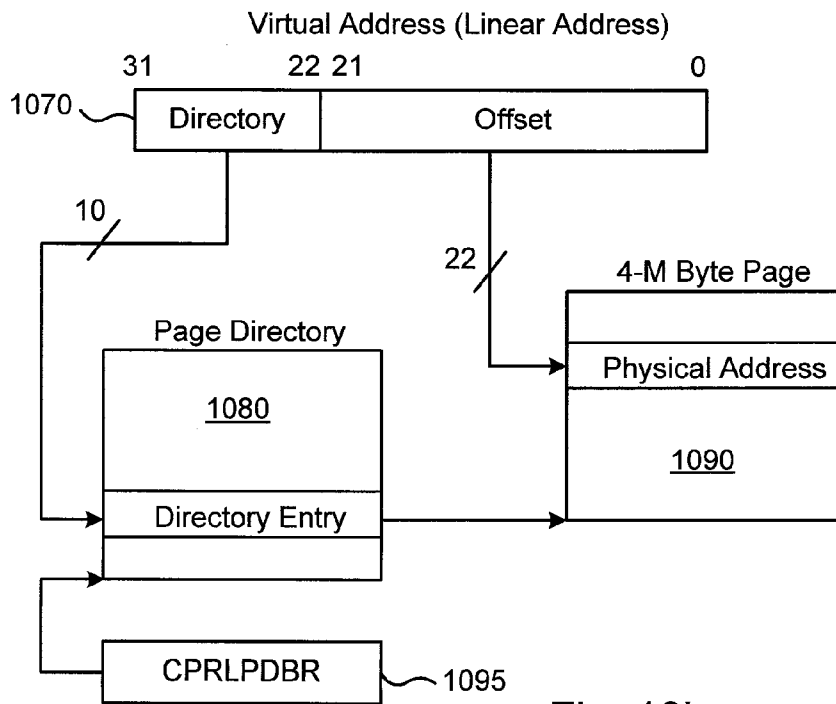 Virtual Address (Linear Address)
31 22 21 0
1070 Directory Offset
10
22
4-M Byte Page
Page Directory
Physical Address
1080
1090
Directory Entry
CPRLPDBR
1095